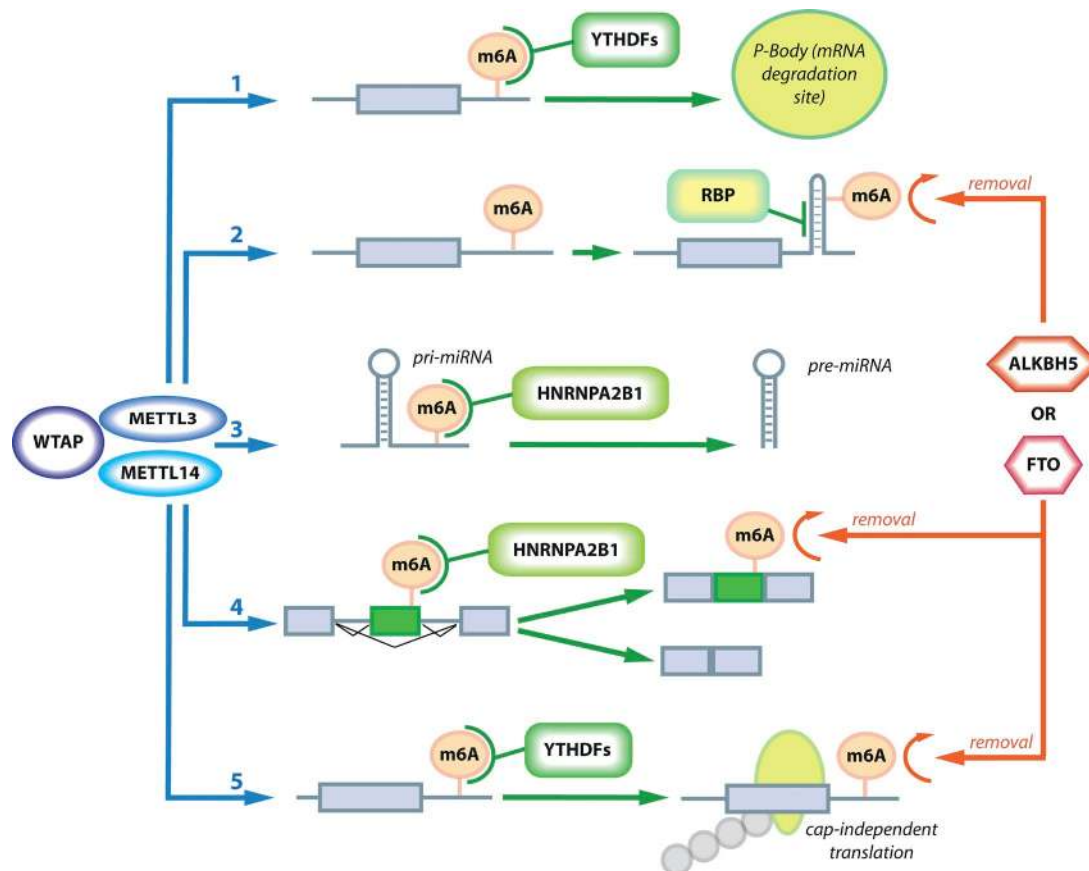 1
m6A
YTHDFs
P-Body (mRNA
degradation
site)
2
m6A
RBP
m6A
removal
pri-miRNA
pre-miRNA
ALKBH5
OR
FTO
WTAP
METTL3
METTL14
3
m6A
HNRNPA2B1
4
m6A
HNRNPA2B1
m6A
removal
5
m6A
YTHDFs
m6A
removal
cap-independent
translation